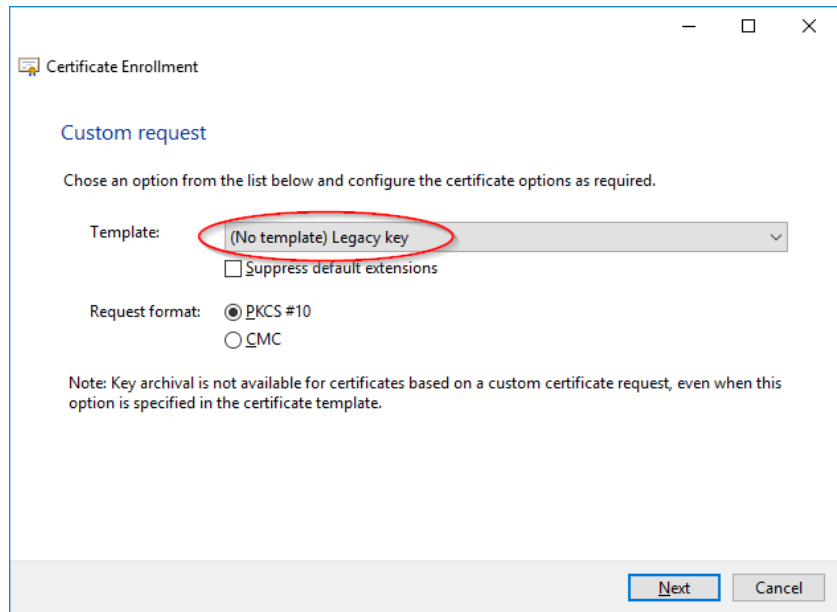 Certificate Enrollment
Custom request
Chose an option from the list below and configure the certificate options as required.
Template:
(No template) Legacy key
Suppress default extensions
Request format:
PKCS #10
CMC
Note: Key archival is not available for certificates based on a custom certificate request, even when this
option is specified in the certificate template.
Next
Cancel